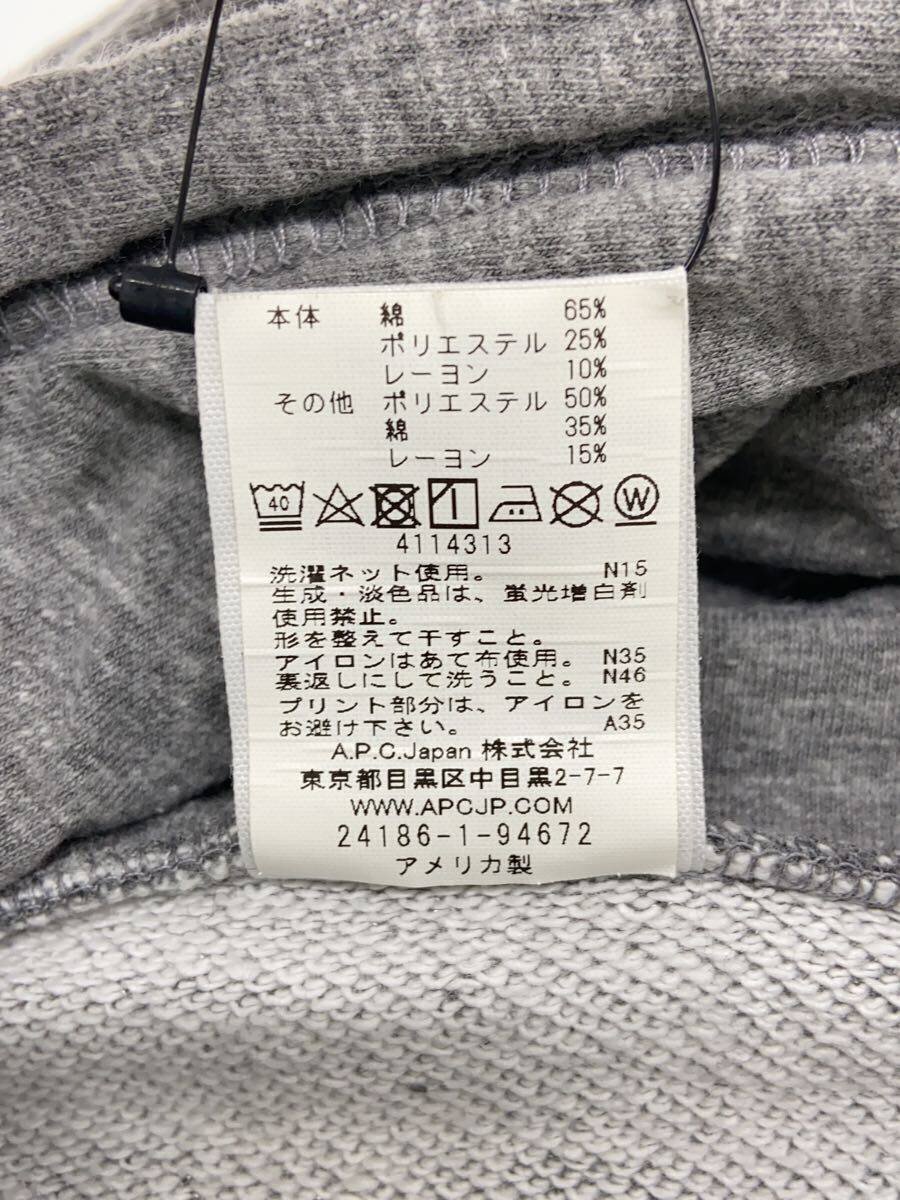 本体 綿 65%
ポリエステル 25%
レーヨン 10%
その他 ポリエステル 50%
綿 35%
レーヨン 15%
40 W
4114313
洗濯ネット使用。 N15
生成・淡色品は、蛍光増白剤
使用禁止。
形を整えて干すこと。
アイロンはあて布使用。 N35
裏返しにして洗うこと。 N46
プリント部分は、アイロンを
お避け下さい。 A35
A.P.C.Japan 株式会社
東京都目黒区中目黒2-7-7
WWW.APCJP.COM
24186-1-94672
アメリカ製